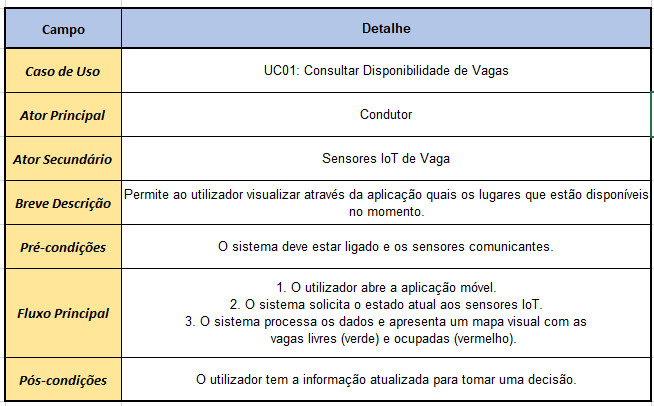 Campo Detalhe
Caso de Uso UC01: Consultar Disponibilidade de Vagas
Ator Principal Condutor
Ator Secundário Sensores IoT de Vaga
Breve Descrição Permite ao utilizador visualizar através da aplicação quais os lugares que estão disponíveis
no momento.
Pré-condições O sistema deve estar ligado e os sensores comunicantes.
Fluxo Principal 1. O utilizador abre a aplicação móvel.
2. O sistema solicita o estado atual aos sensores IoT.
3. O sistema processa os dados e apresenta um mapa visual com as
vagas livres (verde) e ocupadas (vermelho).
Pós-condições O utilizador tem a informação atualizada para tomar uma decisão.